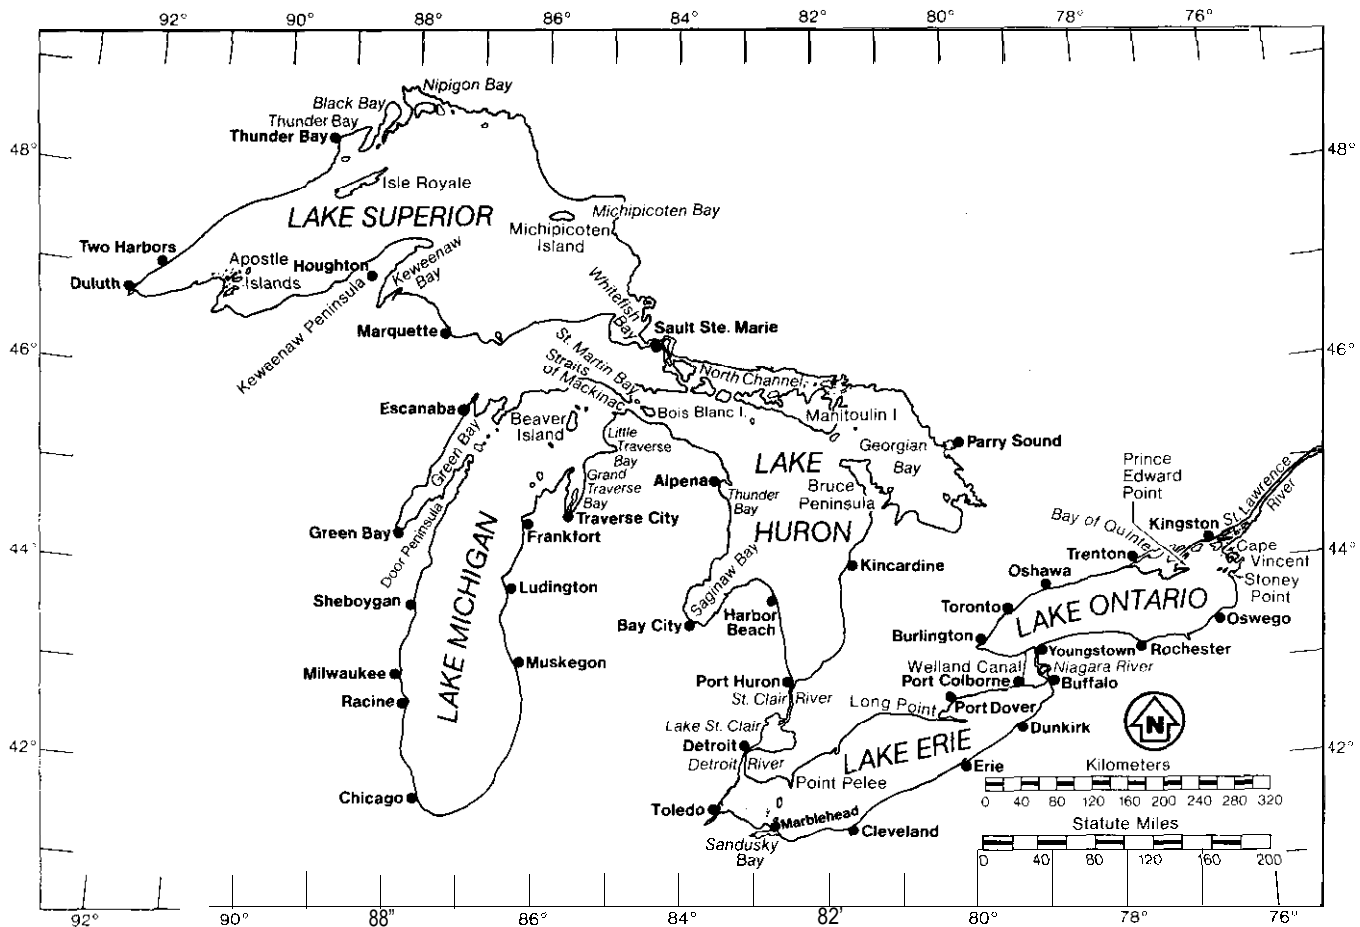 92° 90° 88° 86° 84° 82° 80° 78° 76°
Nipigon Bay
Black Bay
Thunder Bay
Thunder Bay
48°
48°
Isle Royale
LAKE SUPERIOR
Michipicoten Bay
Michipicoten
Island
Two Harbors
Apostle
Islands
Houghton
Keweenaw
Bay
Duluth
Whitefish
Bay
Keweenaw Peninsula
Marquette
Sault Ste. Marie
46°
46°
St. Martin Bay
Straits
of Mackinac
North Channel
Escanaba
Beaver
Island
Bois Blanc I.
Manitoulin I
Green Bay
Little
Traverse
Bay
Georgian
Bay
Parry Sound
LAKE
HURON
Prince
Edward
Point
Grand
Traverse
Bay
Alpena
Thunder
Bay
Bruce
Peninsula
St. Lawrence
River
Green Bay
Door Peninsula
Frankfort
Traverse City
Bay of Quinte
Kingston
44°
44°
LAKE MICHIGAN
Saginaw Bay
Kincardine
Trenton
Cape
Vincent
Stoney
Point
Oshawa
Sheboygan
Ludington
Bay City
Harbor
Beach
Toronto
LAKE ONTARIO
Oswego
Burlington
Youngstown
Rochester
Milwaukee
Muskegon
Welland Canal
Niagara River
Racine
Port Huron
Port Colborne
Buffalo
St. Clair River
Long Point
Port Dover
Lake St. Clair
N
Dunkirk
42°
42°
Detroit
Detroit River
LAKE ERIE
Erie
Point Pelee
Chicago
Toledo
Marblehead
Cleveland
Sandusky
Bay
Kilometers
0 40 80 120 160 200 240 280 320
Statute Miles
0 40 80 120 160 200
92° 90° 88" 86° 84° 82' 80° 78° 76°